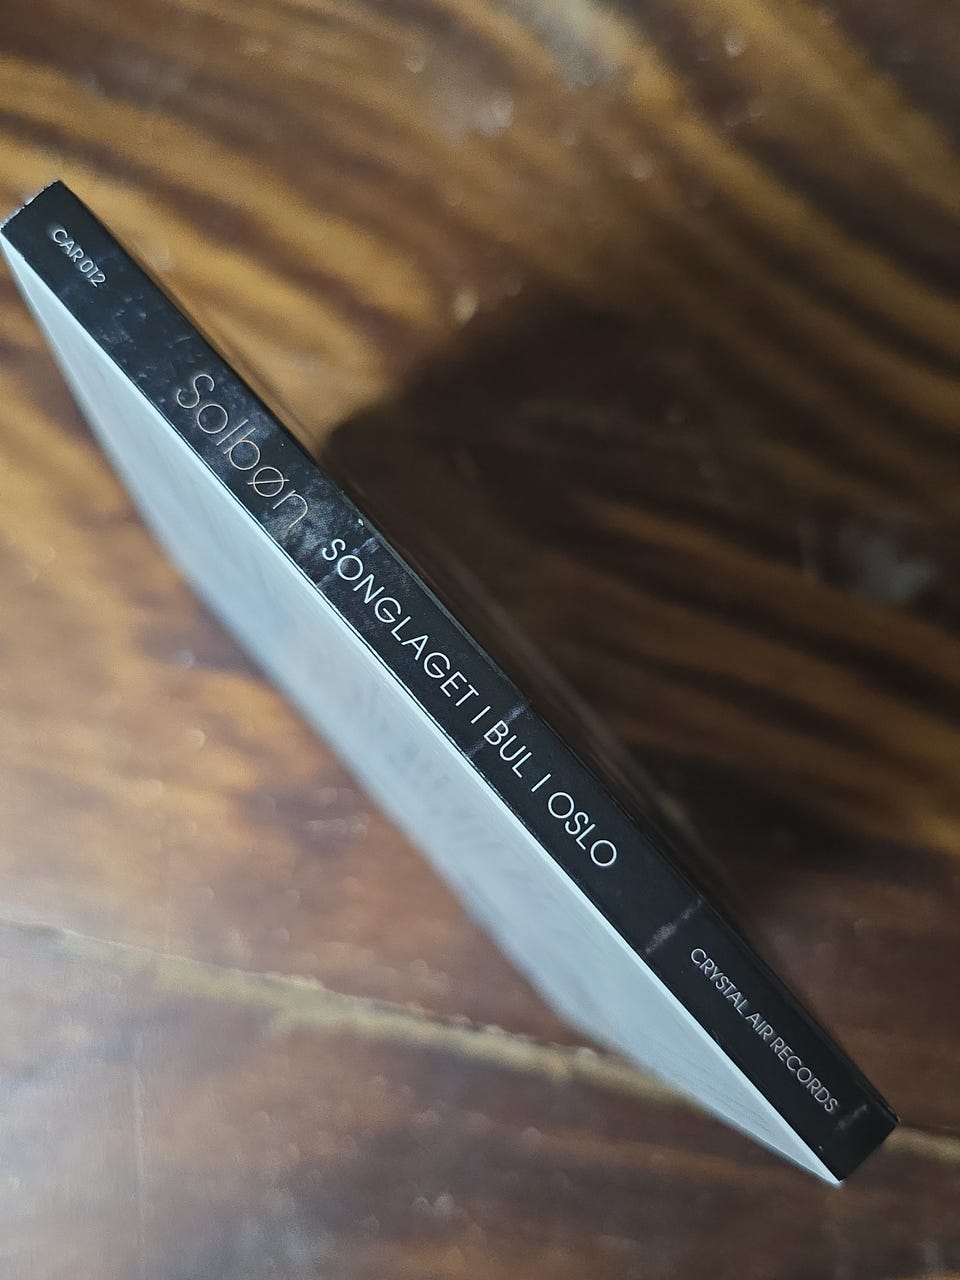 CAR 012
Solbøn
SONGLAGET I BUL I OSLO
CRYSTAL AIR RECORDS